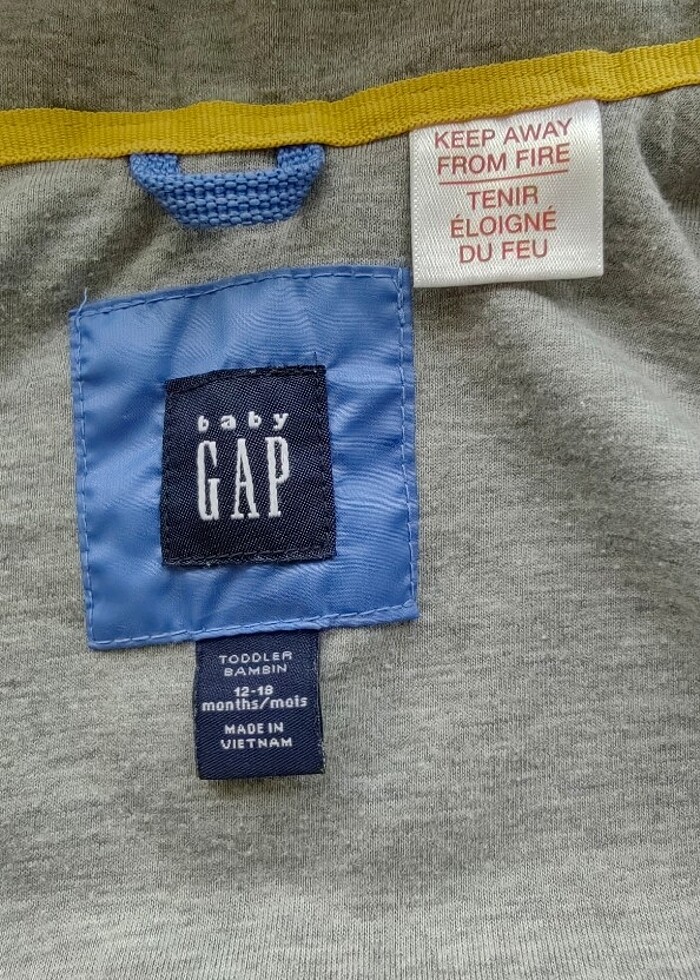 KEEP AWAY
FROM FIRE
TENIR
ÉLOIGNÉ
DU FEU
baby
GAP
TODDLER
BAMBIN
12-18
months/mois
MADE IN
VIETNAM